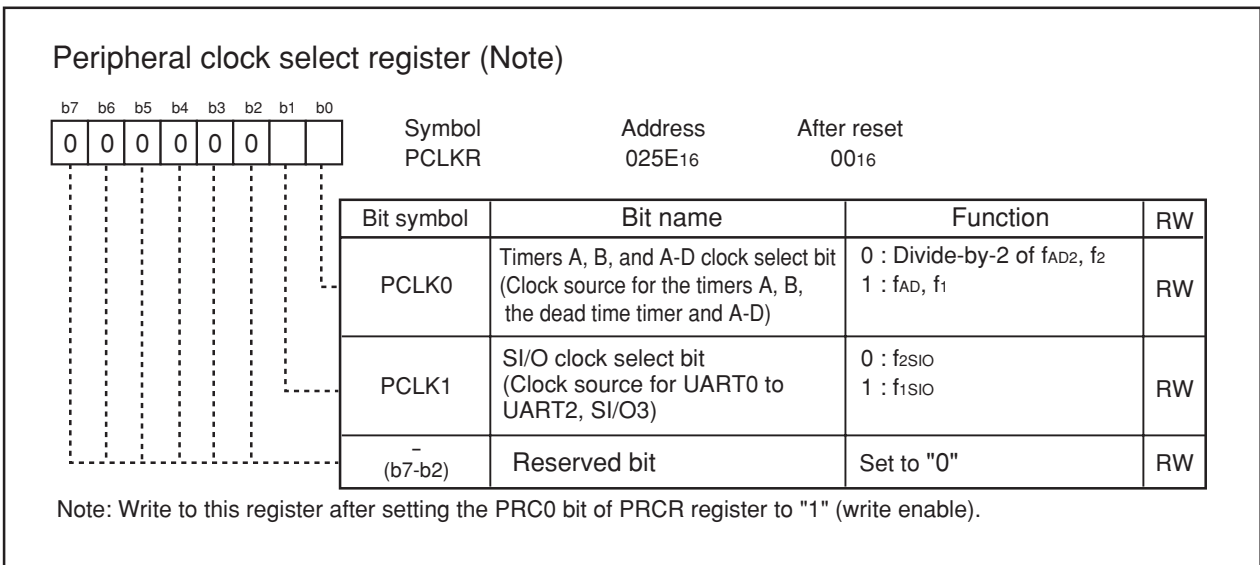 Peripheral clock select register (Note)
b7 b6 b5 b4 b3 b2 b1 b0
0 0 0 0 0 0
Symbol Address After reset
PCLKR 025E16 0016
Bit symbol Bit name Function RW
PCLK0
Timers A, B, and A-D clock select bit
(Clock source for the timers A, B,
the dead time timer and A-D)
0 : Divide-by-2 of fAD2, f2
1 : fAD, f1
RW
PCLK1
SI/O clock select bit
(Clock source for UART0 to
UART2, SI/O3)
0 : f2SIO
1 : f1SIO
RW
–
(b7-b2)
Reserved bit
Set to "0"
RW
Note: Write to this register after setting the PRC0 bit of PRCR register to "1" (write enable).